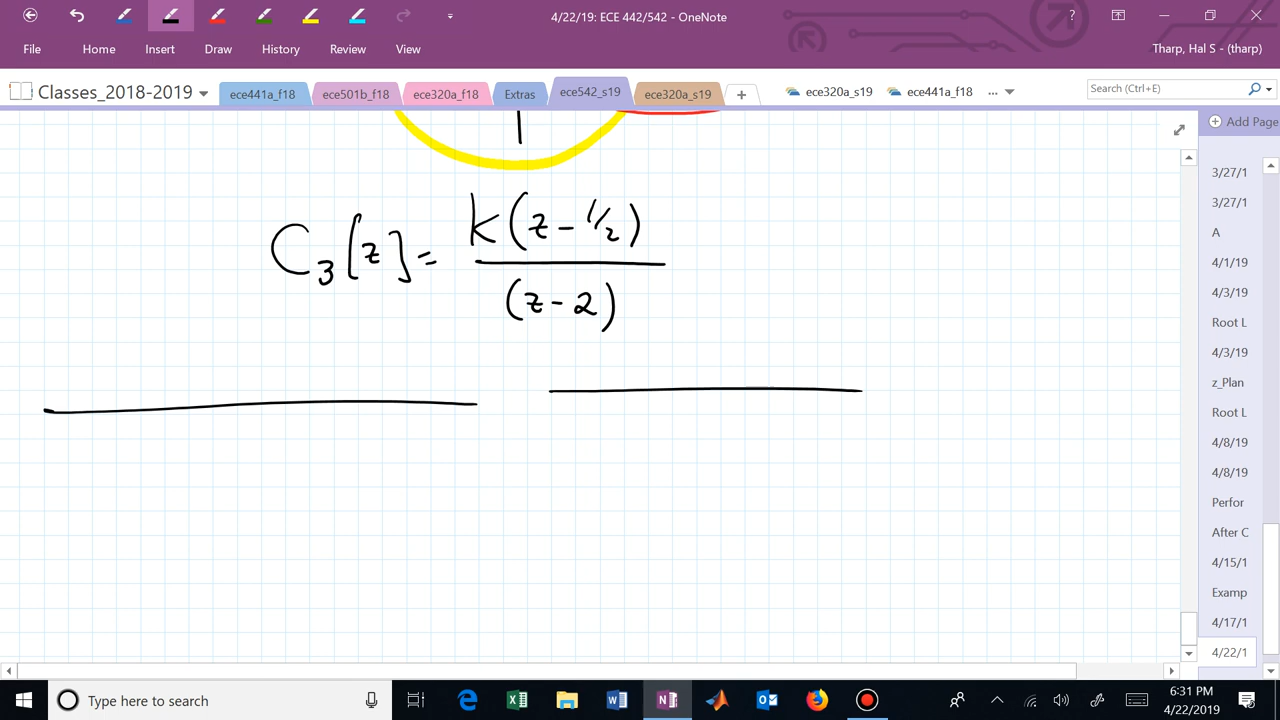 4/22/19: ECE 442/542 - OneNote
?
File Home Insert Draw History Review View
Tharp, Hal S - (tharp)
Classes_2018-2019
ece441a_f18 ece501b_f18 ece320a_f18 Extras ece542_s19 ece320a_s19 ece320a_s19 ece441a_f18 ...
Search (Ctrl+E)
Add Page
3/27/1
3/27/1
A
4/1/19
4/3/19
Root L
4/3/19
z_Plan
Root L
4/8/19
4/8/19
Perfor
After C
4/15/1
Examp
4/17/1
4/22/1
C3[z] = K(z - 1/2)
(z - 2)
Type here to search
6:31 PM
4/22/2019